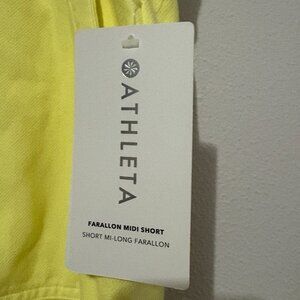 ATHLETA
FARALLON MIDI SHORT
SHORT MI-LONG FARALLON